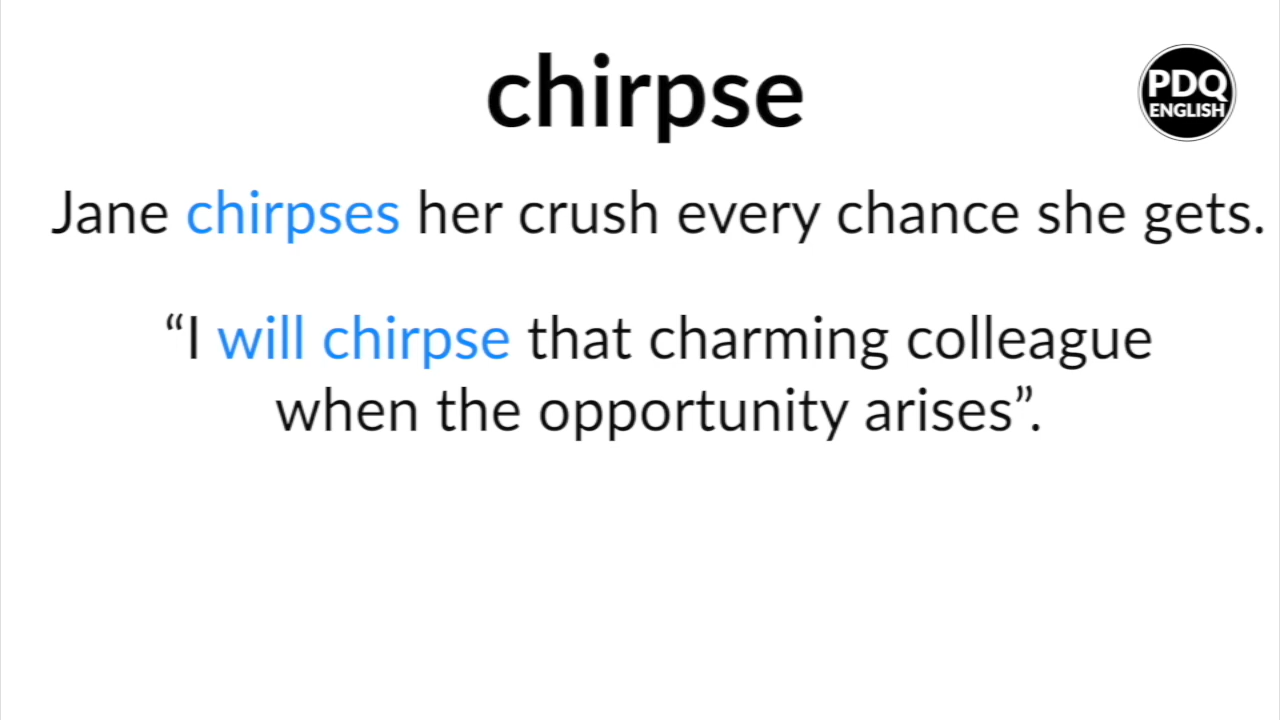 chirpse
PDQ
ENGLISH
Jane chirpses her crush every chance she gets.
“I will chirpse that charming colleague
when the opportunity arises”.